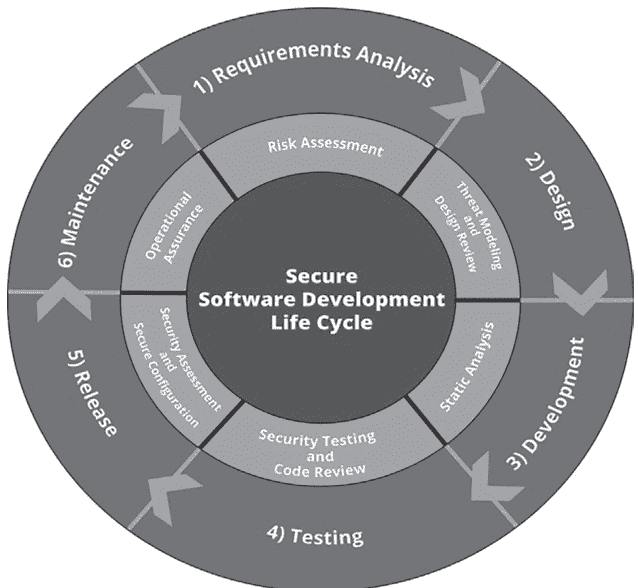 1) Requirements Analysis
2) Design
3) Development
4) Testing
5) Release
6) Maintenance
Risk Assessment
Threat Modeling
and
Design Review
Static Analysis
Security Testing
and
Code Review
Security Assessment
and
Secure Configuration
Operational
Assurance
Secure
Software Development
Life Cycle